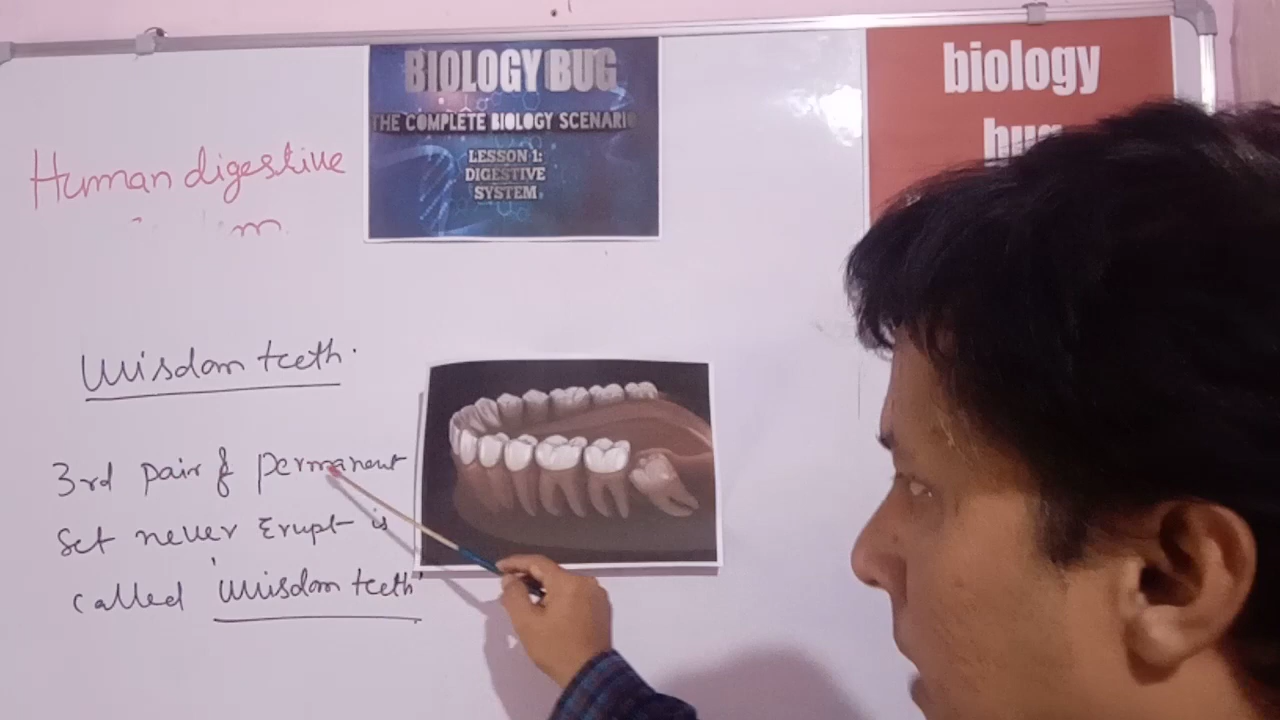 Human digestive
BIOLOGY BUG
THE COMPLETE BIOLOGY SCENARIO
LESSON 1:
DIGESTIVE
SYSTEM
biology
bug
Wisdom teeth.
3rd pair of permanent
Set never Erupt is
called 'Wisdom teeth'